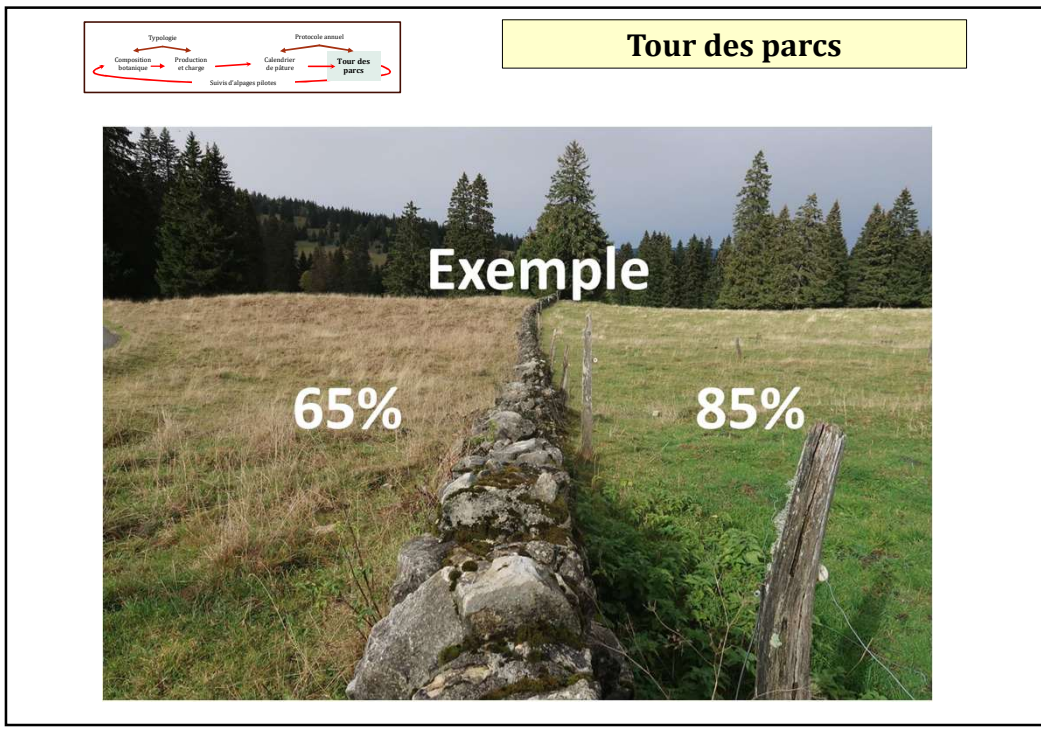 Typologie
Protocole annuel
Composition botanique
Production et charge
Calendrier de pâture
Tour des parcs
Suivis d'alpages pilotes
Tour des parcs
Exemple
65%
85%